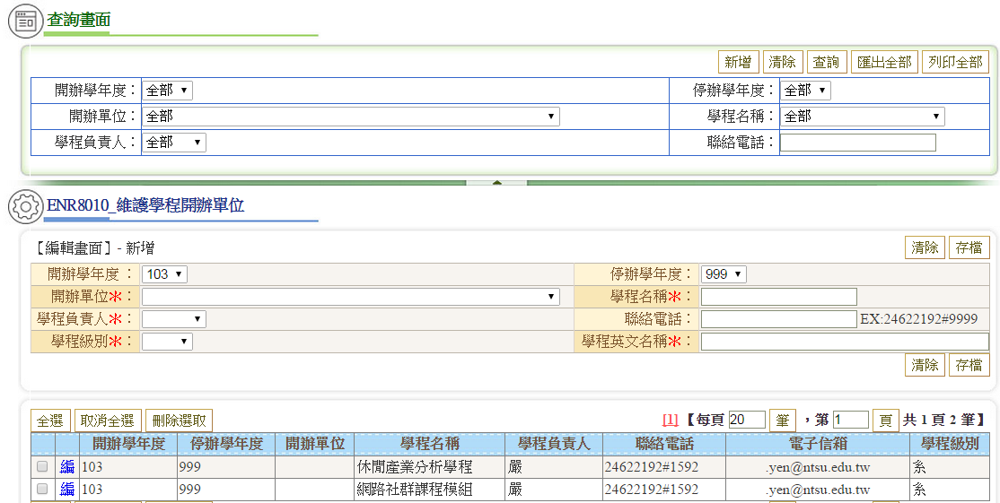 查詢畫面
新增 清除 查詢 匯出全部 列印全部
開辦學年度： 全部 停辦學年度： 全部
開辦單位： 全部 學程名稱： 全部
學程負責人： 全部 聯絡電話：
ENR8010_維護學程開辦單位
【編輯畫面】- 新增 清除 存檔
開辦學年度 ： 103 停辦學年度： 999
開辦單位＊： 學程名稱＊：
學程負責人＊： 聯絡電話： EX:24622192#9999
學程級別＊： 學程英文名稱＊：
清除 存檔
全選 取消全選 刪除選取 [1] 【每頁 20 筆 ，第 1 頁 共 1 頁 2 筆】
開辦學年度 停辦學年度 開辦單位 學程名稱 學程負責人 聯絡電話 電子信箱 學程級別
編 103 999 休閒產業分析學程 嚴 24622192#1592 .yen@ntsu.edu.tw 系
編 103 999 網路社群課程模組 嚴 24622192#1592 .yen@ntsu.edu.tw 系